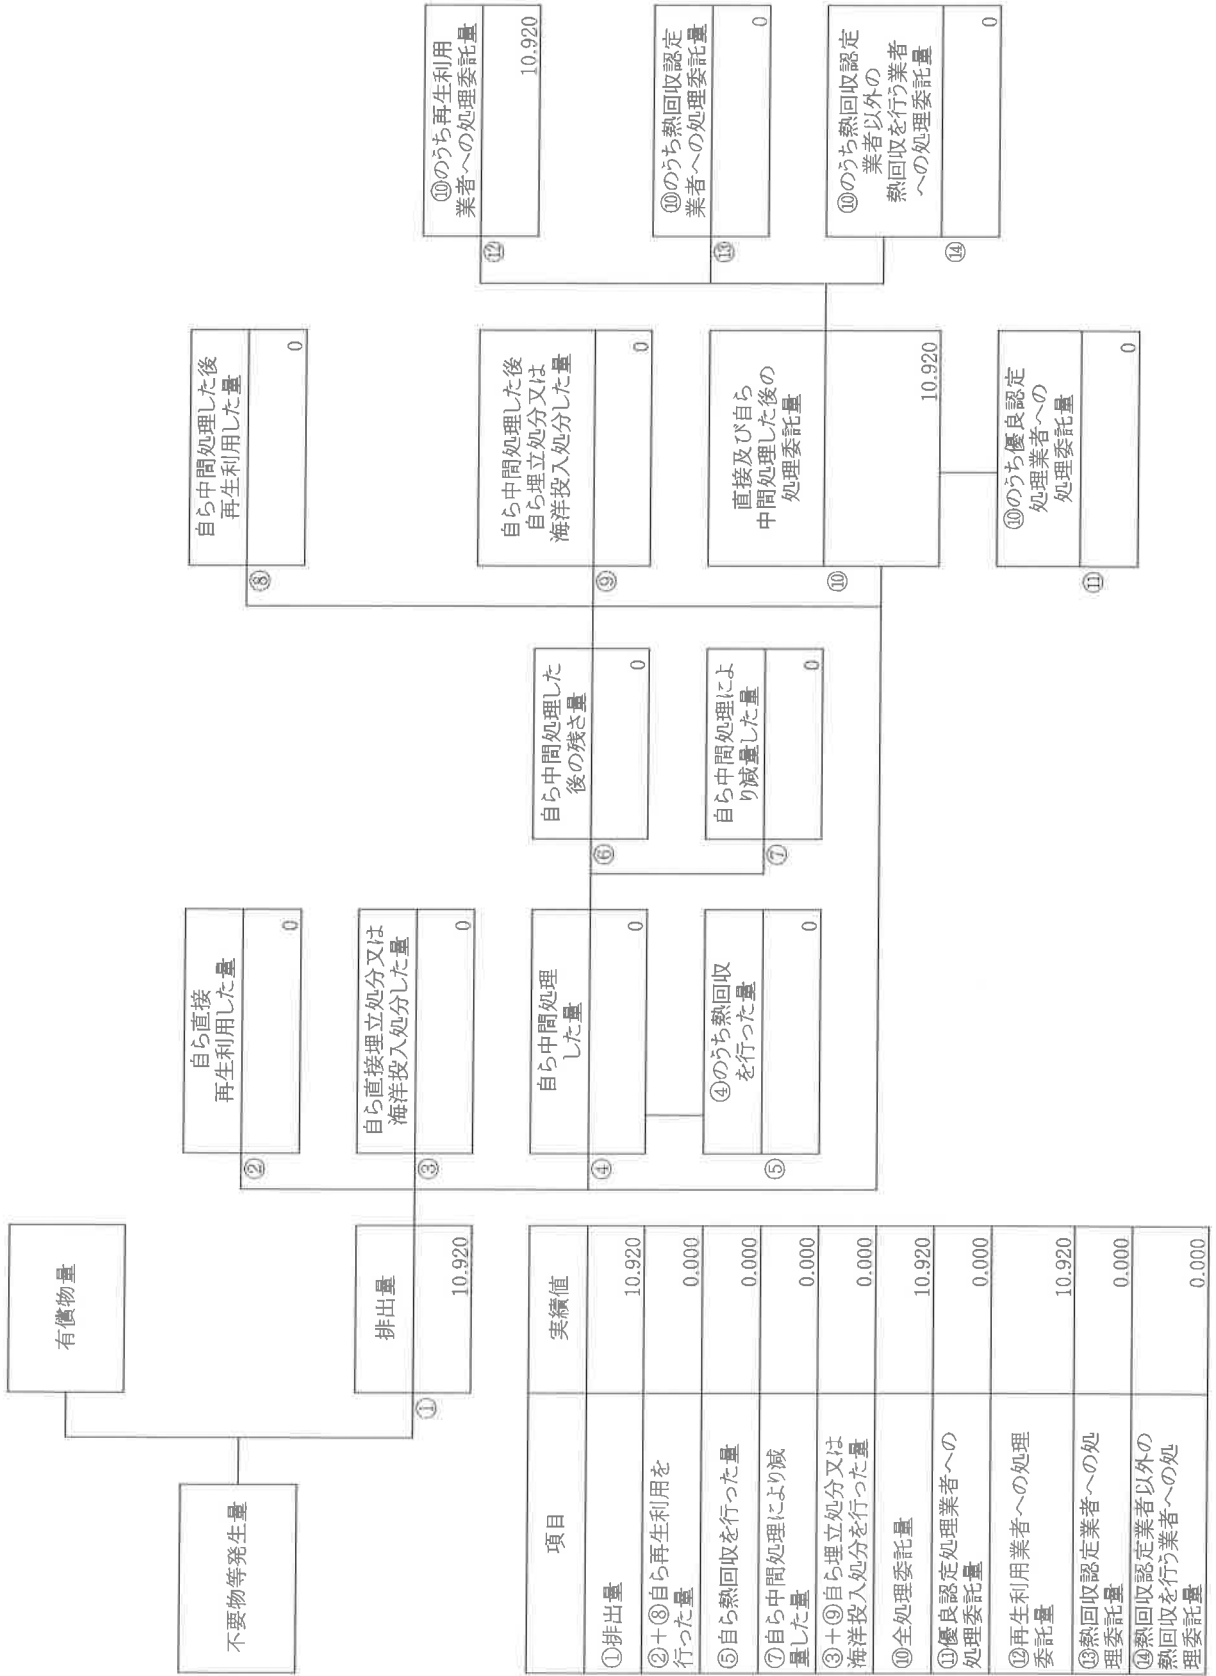 不要物等発生量
有償物量
①
排出量
10.920
②
自ら直接
再生利用した量
0
③
自ら直接埋立処分又は
海洋投入処分した量
0
④
自ら中間処理
した量
0
⑤
④のうち熱回収
を行った量
0
⑥
自ら中間処理した
後の残さ量
0
⑦
自ら中間処理によ
り減量した量
0
⑧
自ら中間処理した後
再生利用した量
0
⑨
自ら中間処理した後
自ら埋立処分又は
海洋投入処分した量
0
⑩
直接及び自ら
中間処理した後の
処理委託量
10.920
⑪
⑩のうち優良認定
処理業者への
処理委託量
0
⑫
⑩のうち再生利用
業者への処理委託量
10.920
⑬
⑩のうち熱回収認定
業者への処理委託量
0
⑭
⑩のうち熱回収認定
業者以外の
熱回収を行う業者
への処理委託量
0
項目 実績値
①排出量 10.920
②+⑧自ら再生利用を
行った量 0.000
⑤自ら熱回収を行った量 0.000
⑦自ら中間処理により減
量した量 0.000
③+⑨自ら埋立処分又は
海洋投入処分を行った量 0.000
⑩全処理委託量 10.920
⑪優良認定処理業者への
処理委託量 0.000
⑫再生利用業者への処理
委託量 10.920
⑬熱回収認定業者への処
理委託量 0.000
⑭熱回収認定業者以外の
熱回収を行う業者への処
理委託量 0.000